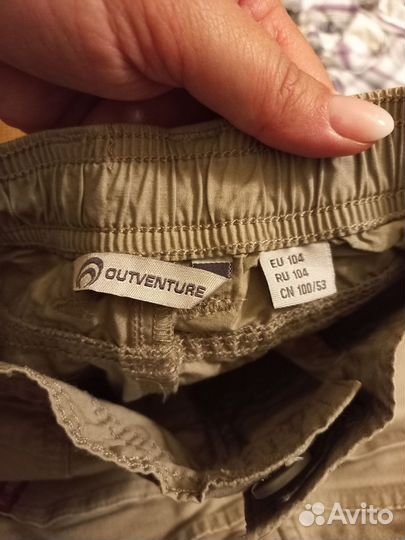 OUTVENTURE
EU 104
RU 104
CN 100/53
Avito